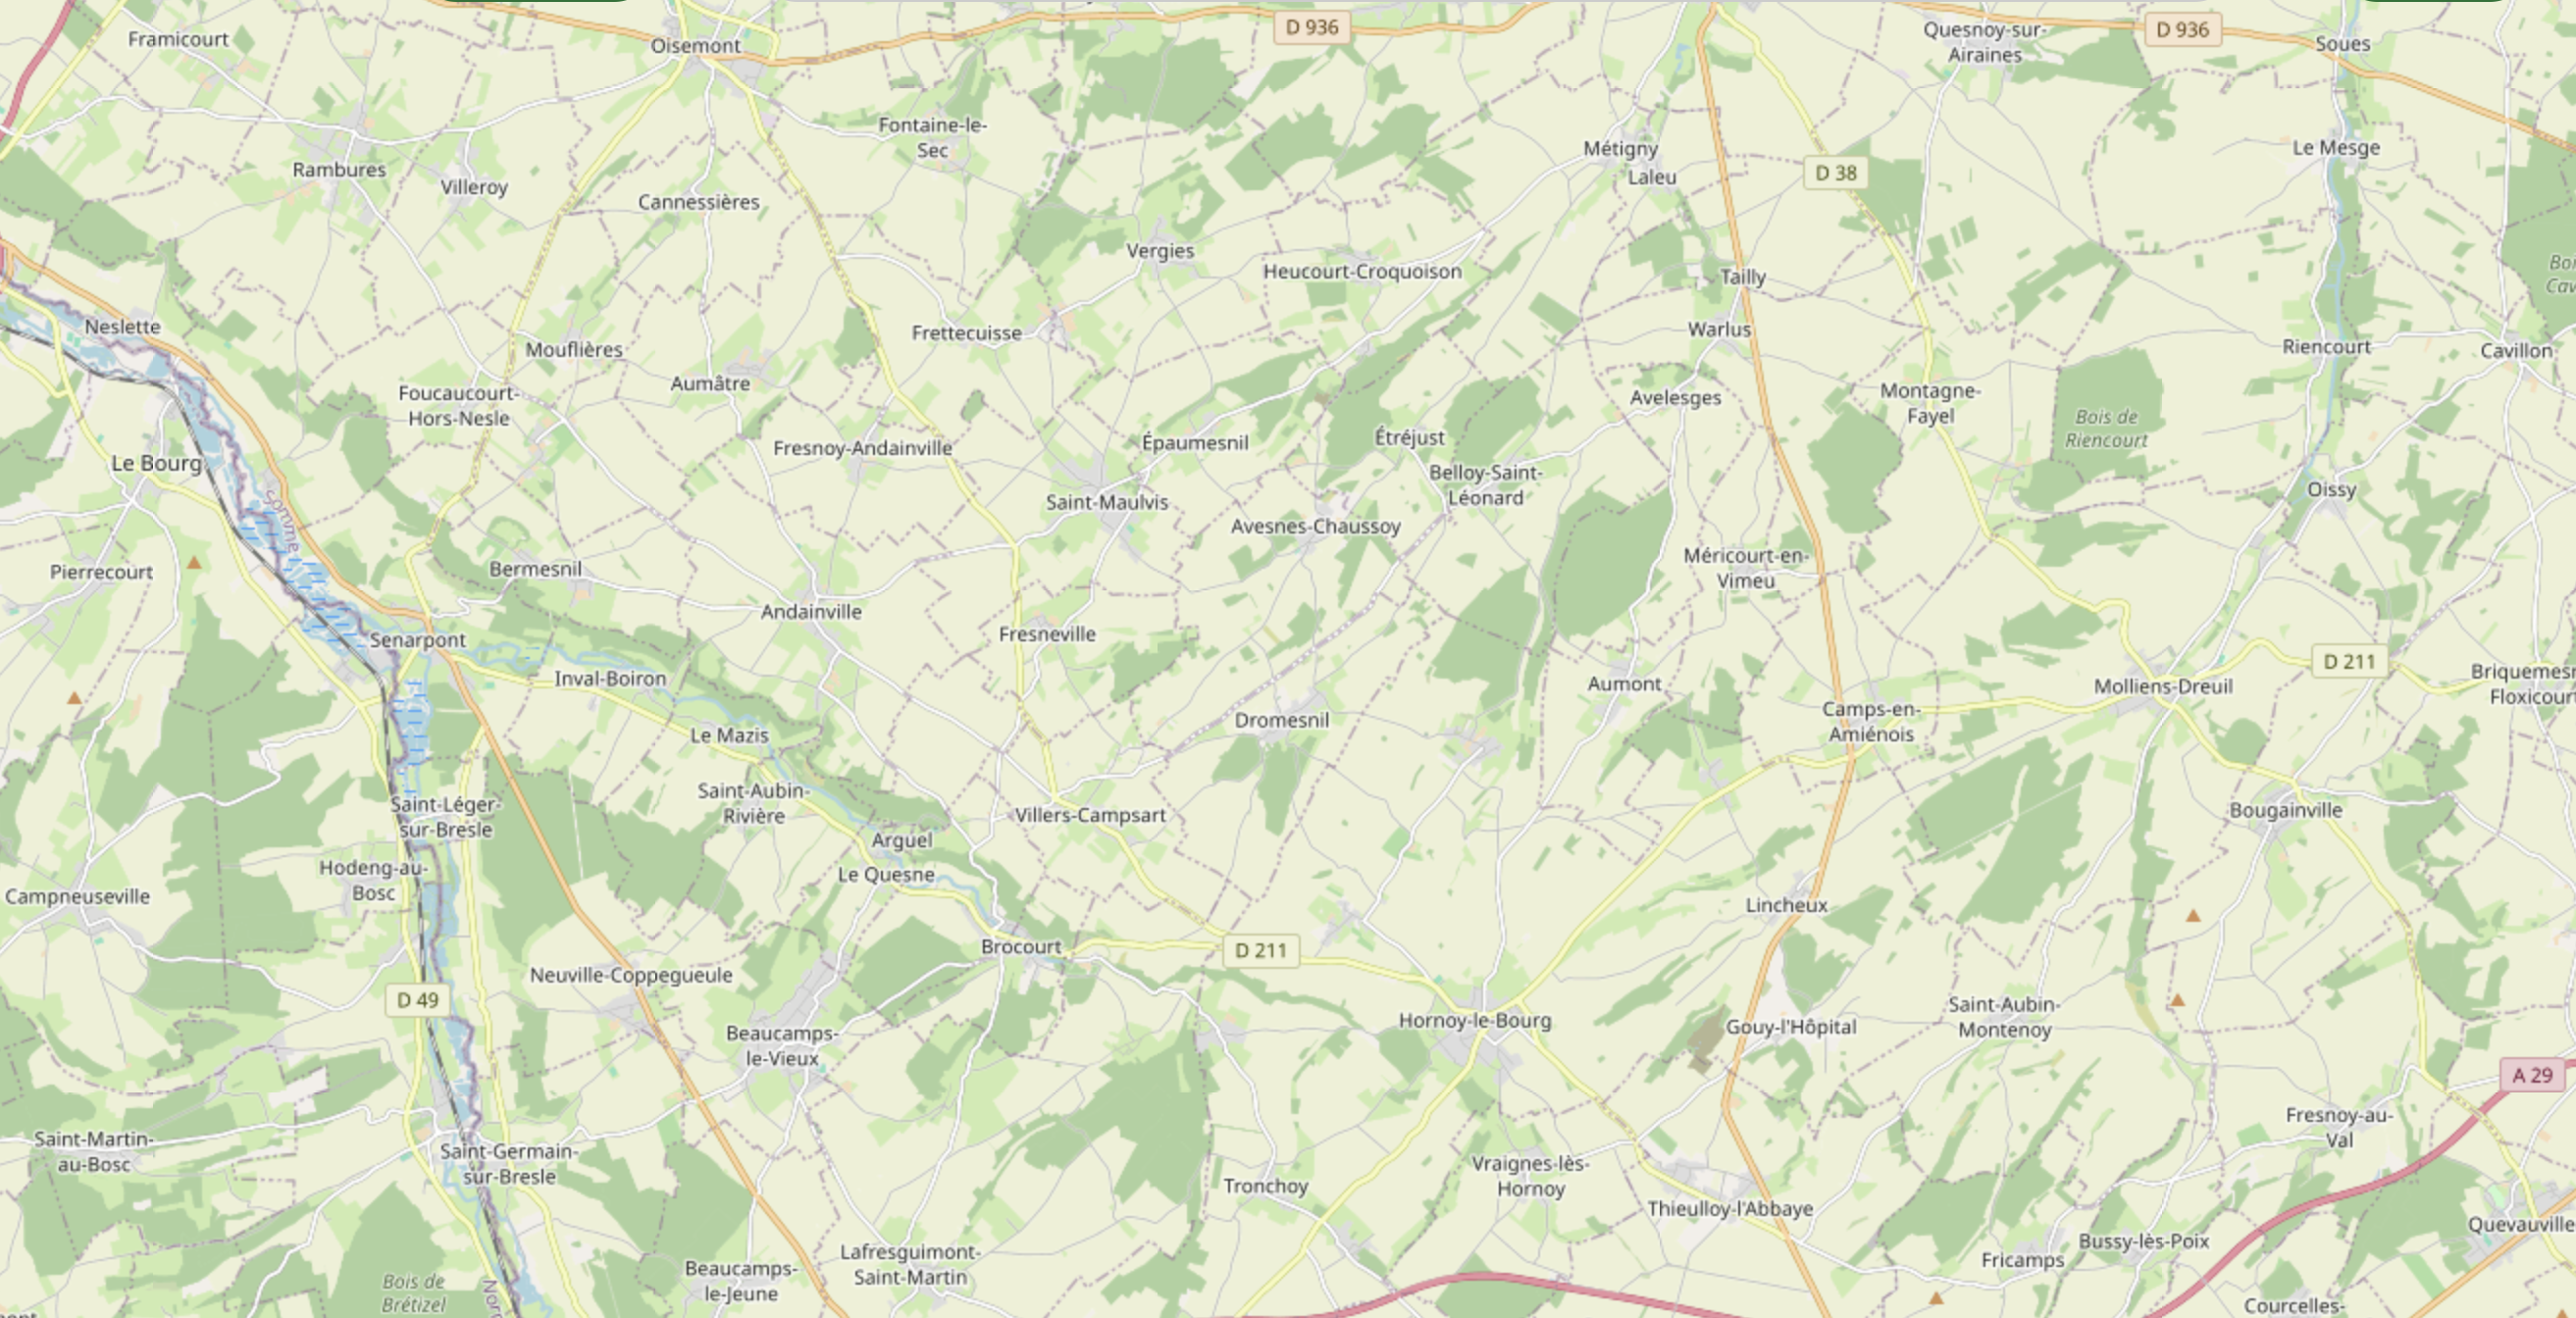 Framicourt
Oisemont
D 936
Quesnoy-sur-
Airaines
D 936
Soues
Fontaine-le-
Sec
Métigny
Laleu
Le Mesge
D 38
Rambures
Villeroy
Cannessières
Vergies
Heucourt-Croquoison
Tailly
Neslette
Frettecuisse
Warlus
Mouflières
Riencourt
Cavillon
Aumâtre
Foucaucourt-
Hors-Nesle
Avelesges
Montagne-
Fayel
Bois de
Riencourt
Fresnoy-Andainville
Épaumesnil
Étréjust
Le Bourg
Belloy-Saint-
Léonard
Saint-Maulvis
Oissy
Somme
Avesnes-Chaussoy
Pierrecourt
Bermesnil
Méricourt-en-
Vimeu
Andainville
Senarpont
Fresneville
D 211
Inval-Boiron
Aumont
Molliens-Dreuil
Le Mazis
Dromesnil
Camps-en-
Amiénois
Saint-Aubin-
Rivière
Saint-Léger-
sur-Bresle
Villers-Campsart
Bougainville
Arguel
Hodeng-au-
Bosc
Le Quesne
Campneuseville
Lincheux
Brocourt
D 211
Neuville-Coppegueule
D 49
Beaucamps-
le-Vieux
Hornoy-le-Bourg
Gouy-l'Hôpital
Saint-Aubin-
Montenoy
A 29
Saint-Martin-
au-Bosc
Saint-Germain-
sur-Bresle
Fresnoy-au-
Val
Vraignes-lès-
Hornoy
Tronchoy
Thieulloy-l'Abbaye
Quevauville
Bussy-lès-Poix
Fricamps
Lafresguimont-
Saint-Martin
Beaucamps-
le-Jeune
Bois de
Brétizel
Courcelles-